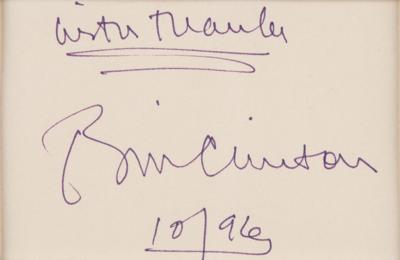 with thanks
Bill Clinton
10/96